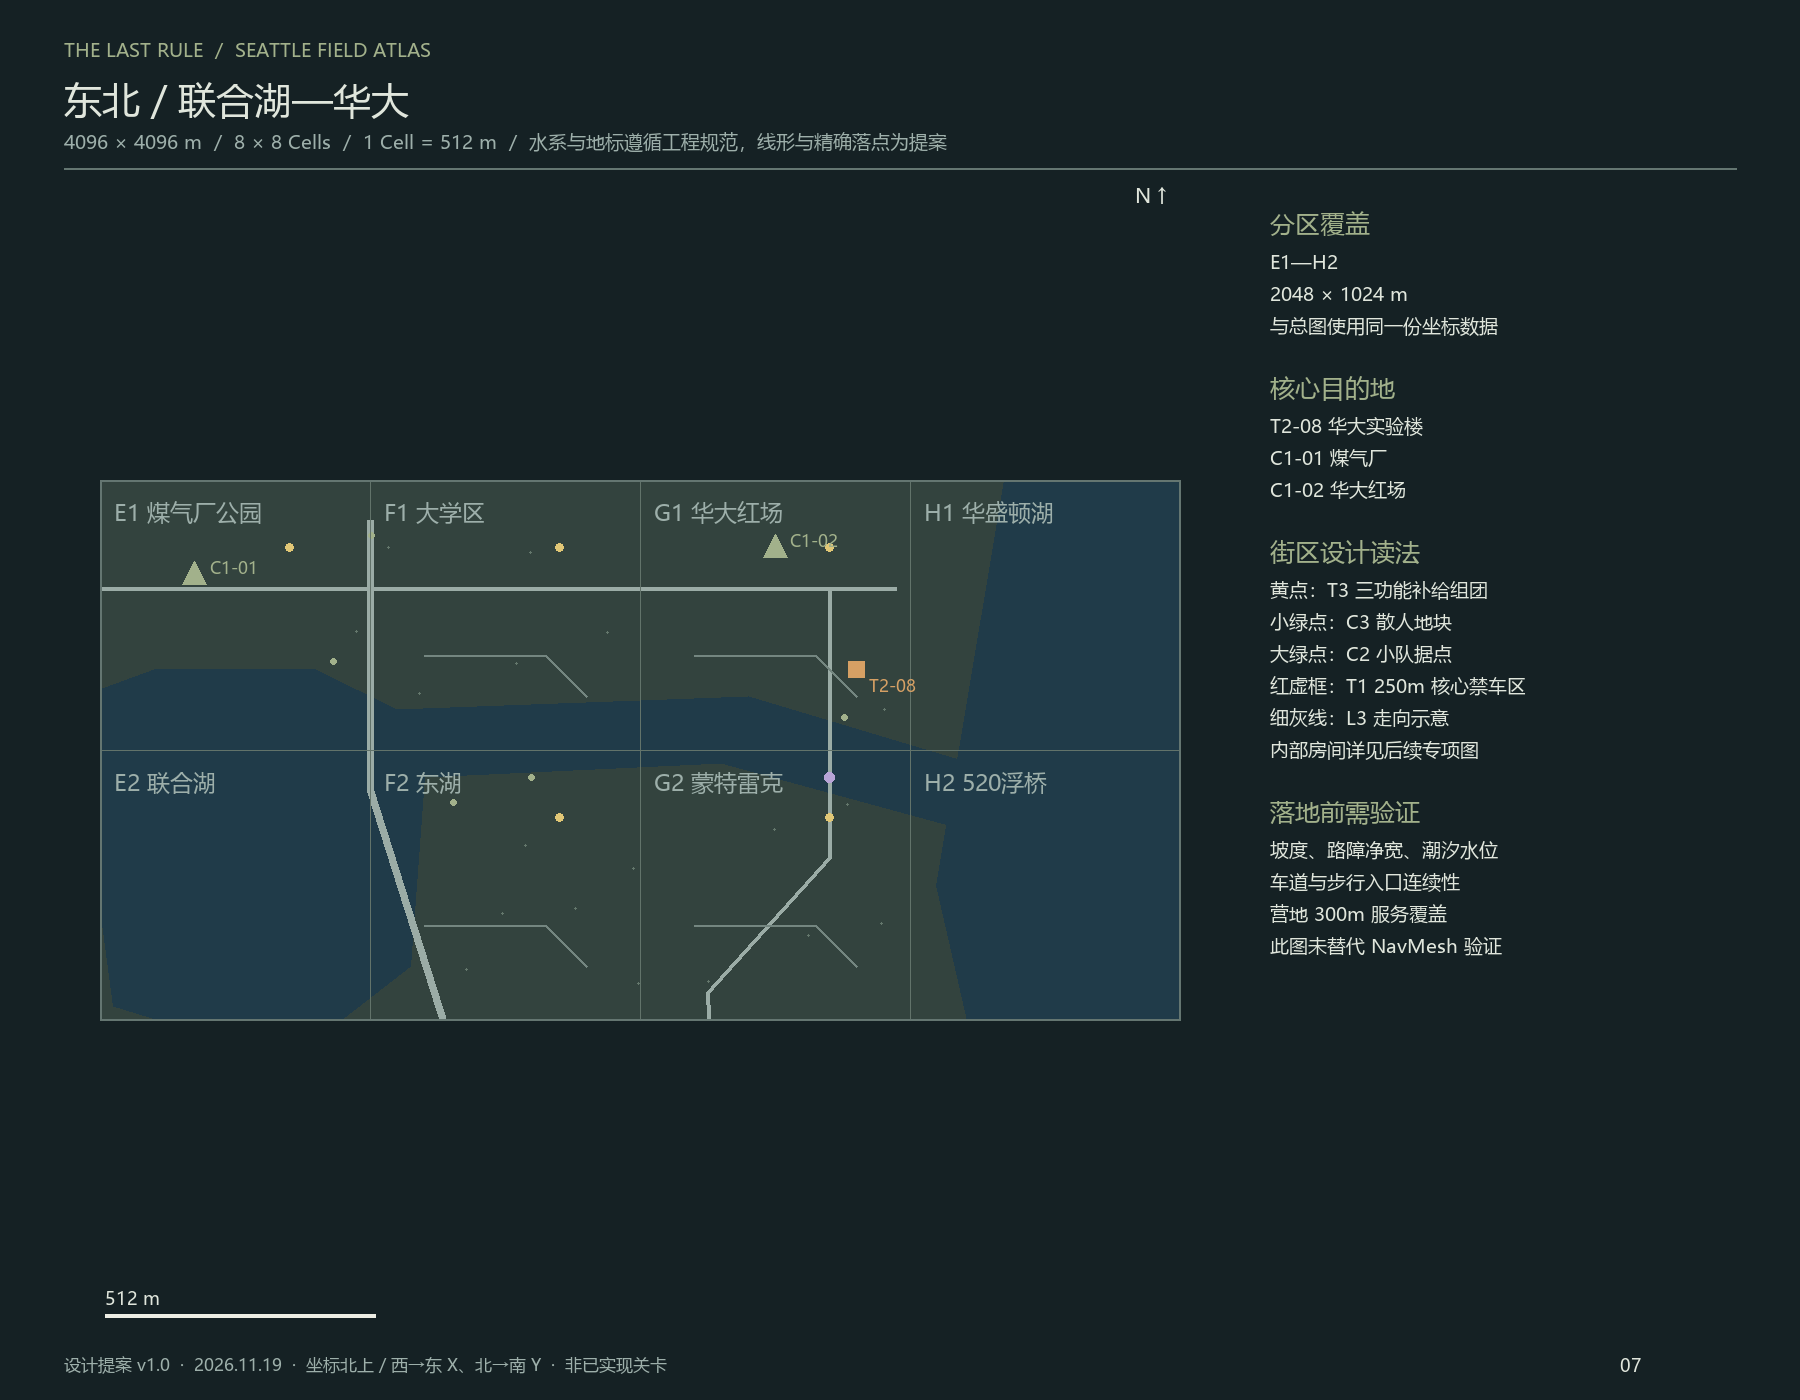 THE LAST RULE / SEATTLE FIELD ATLAS
东北 / 联合湖—华大
4096 × 4096 m / 8 × 8 Cells / 1 Cell = 512 m / 水系与地标遵循工程规范，线形与精确落点为提案
N ↑
E1 煤气厂公园
F1 大学区
G1 华大红场
H1 华盛顿湖
C1-01
C1-02
T2-08
E2 联合湖
F2 东湖
G2 蒙特雷克
H2 520浮桥
512 m
分区覆盖
E1—H2
2048 × 1024 m
与总图使用同一份坐标数据
核心目的地
T2-08 华大实验楼
C1-01 煤气厂
C1-02 华大红场
街区设计读法
黄点：T3 三功能补给组团
小绿点：C3 散人地块
大绿点：C2 小队据点
红虚框：T1 250m 核心禁车区
细灰线：L3 走向示意
内部房间详见后续专项图
落地前需验证
坡度、路障净宽、潮汐水位
车道与步行入口连续性
营地 300m 服务覆盖
此图未替代 NavMesh 验证
设计提案 v1.0 · 2026.11.19 · 坐标北上 / 西→东 X、北→南 Y · 非已实现关卡
07